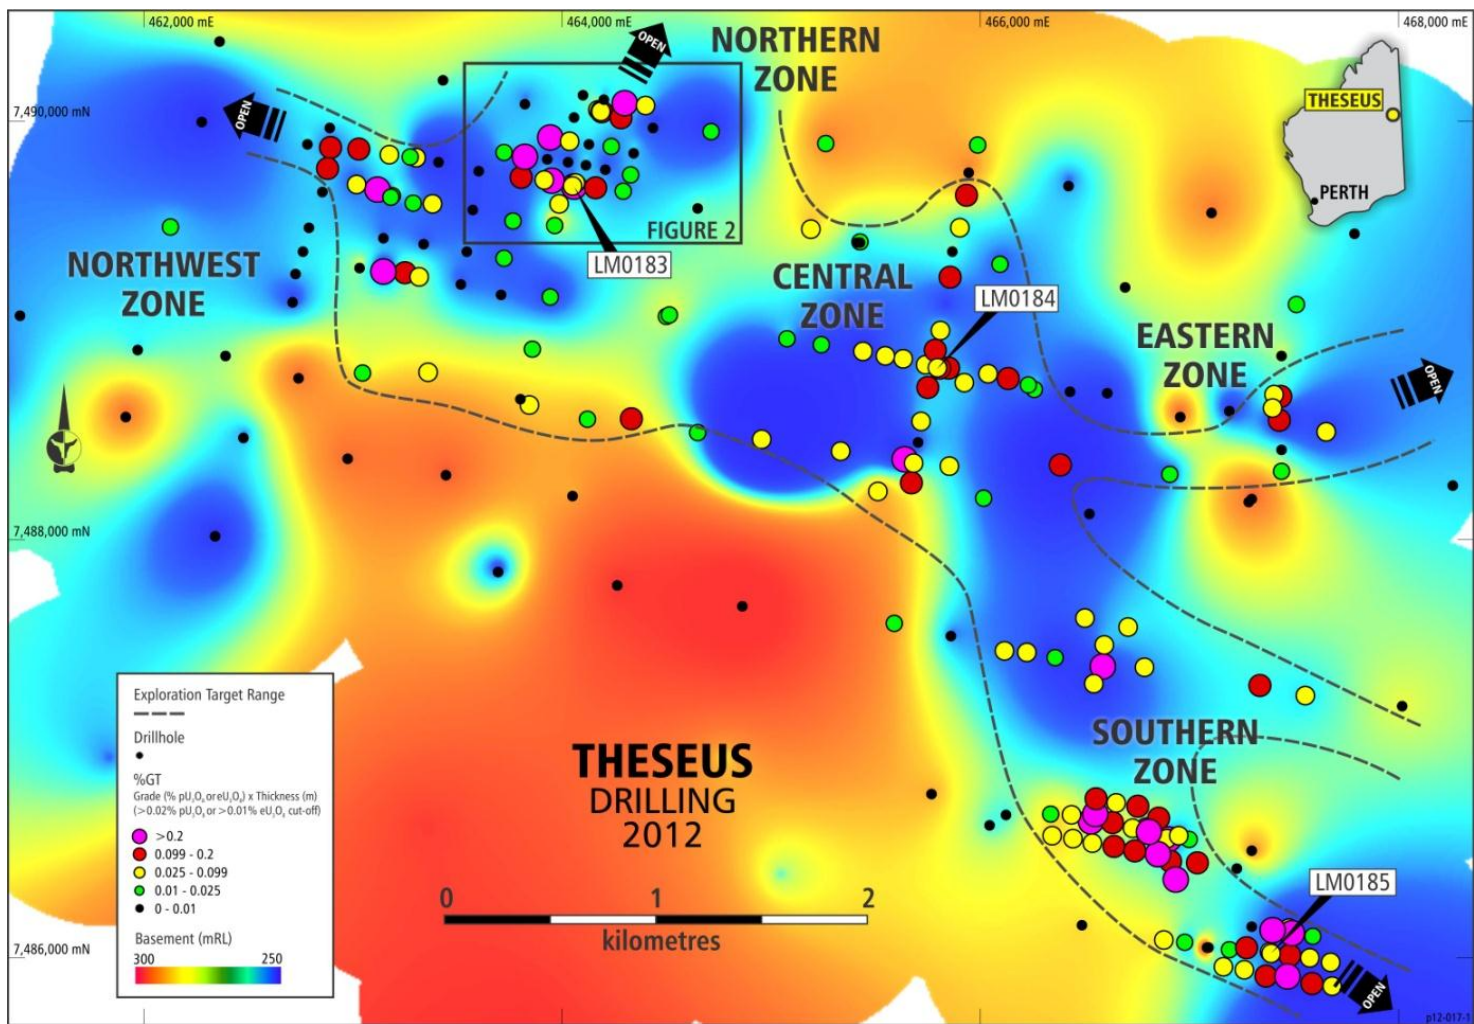 462,000 mE
464,000 mE
466,000 mE
468,000 mE
OPEN
NORTHERN
ZONE
THESEUS
7,490,000 mN
OPEN
PERTH
FIGURE 2
NORTHWEST
ZONE
LM0183
CENTRAL
ZONE
LM0184
EASTERN
ZONE
OPEN
7,488,000 mN
Exploration Target Range
Drillhole
%GT
Grade (% pU₃O₈ or eU₃O₈) x Thickness (m)
(>0.02% pU₃O₈ or >0.01% eU₃O₈ cut-off)
>0.2
0.099 - 0.2
0.025 - 0.099
0.01 - 0.025
0 - 0.01
Basement (mRL)
300 250
THESEUS
DRILLING
2012
0 1 2
kilometres
SOUTHERN
ZONE
LM0185
7,486,000 mN
OPEN
p12-017-1